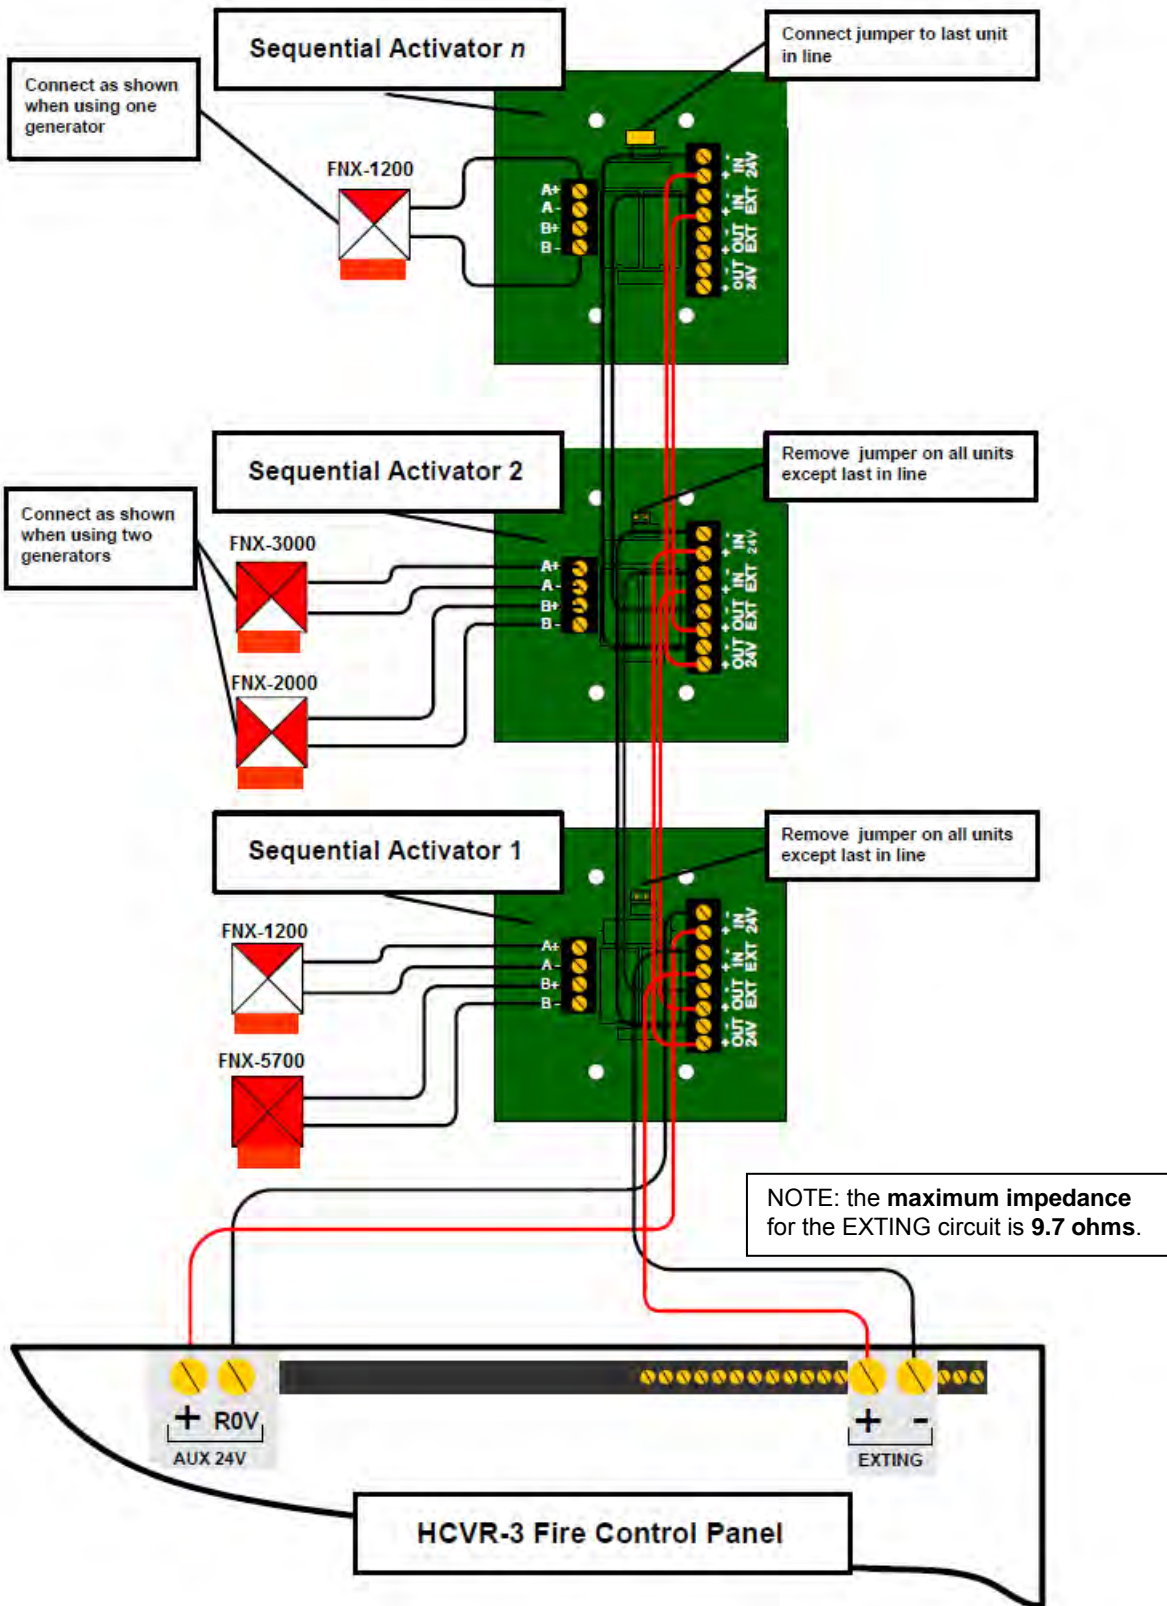 Sequential Activator n
Connect jumper to last unit
in line
Connect as shown
when using one
generator
FNX-1200
A+
A -
B+
B -
- IN
+ 24V
- IN
+ EXT
- OUT
+ EXT
- OUT
+ 24V
Sequential Activator 2
Remove jumper on all units
except last in line
Connect as shown
when using two
generators
FNX-3000
FNX-2000
A+
A -
B+
B -
- IN
+ 24V
- IN
+ EXT
- OUT
+ EXT
- OUT
+ 24V
Sequential Activator 1
Remove jumper on all units
except last in line
FNX-1200
FNX-5700
A+
A -
B+
B -
- IN
+ 24V
- IN
+ EXT
- OUT
+ EXT
- OUT
+ 24V
NOTE: the maximum impedance
for the EXTING circuit is 9.7 ohms.
+ R0V
AUX 24V
+ -
EXTING
HCVR-3 Fire Control Panel